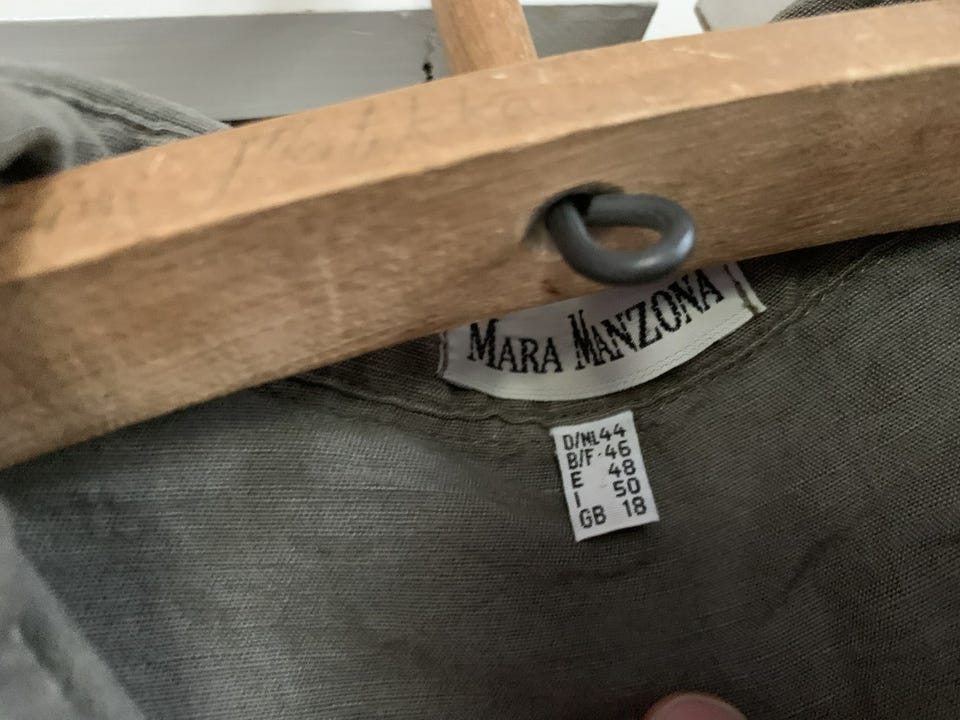 MARA MANZONA
D/NL 44
B/F · 46
E 48
I 50
GB 18